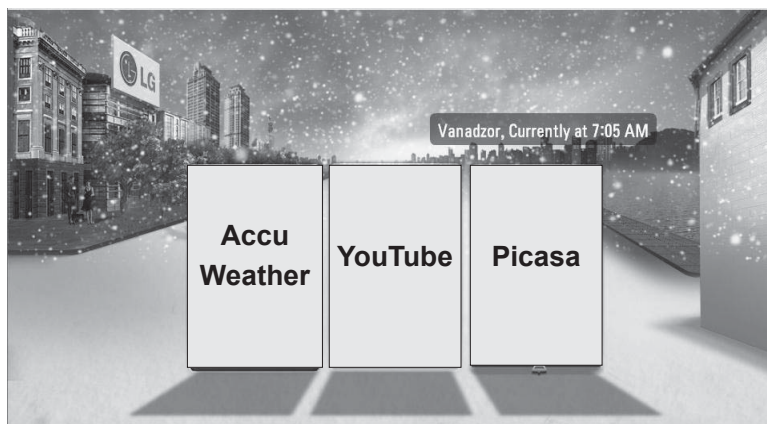 LG
Vanadzor, Currently at 7:05 AM
Accu
Weather
YouTube
Picasa